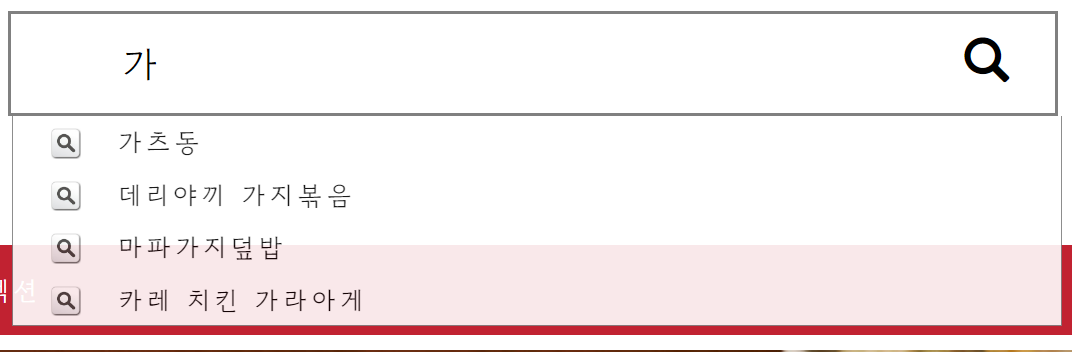 가
가츠동
데리야끼 가지볶음
마파가지덮밥
션
카레 치킨 가라아게